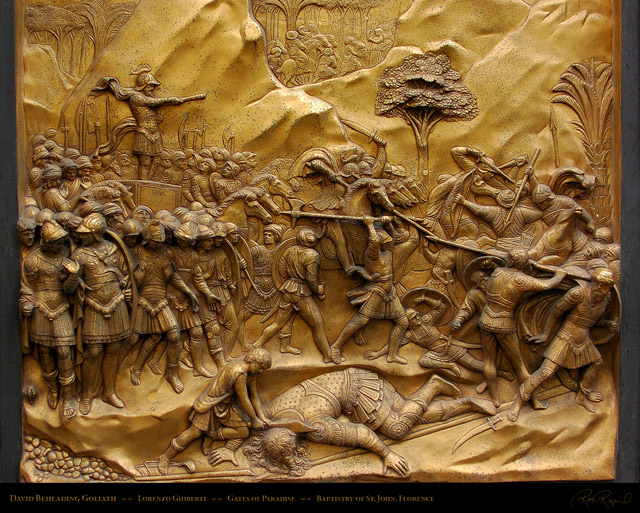 DAVID BEHEADING GOLIATH == LORENZO GHIBERTI == GATES OF PARADISE == BAPTISTRY OF ST. JOHN, FLORENCE